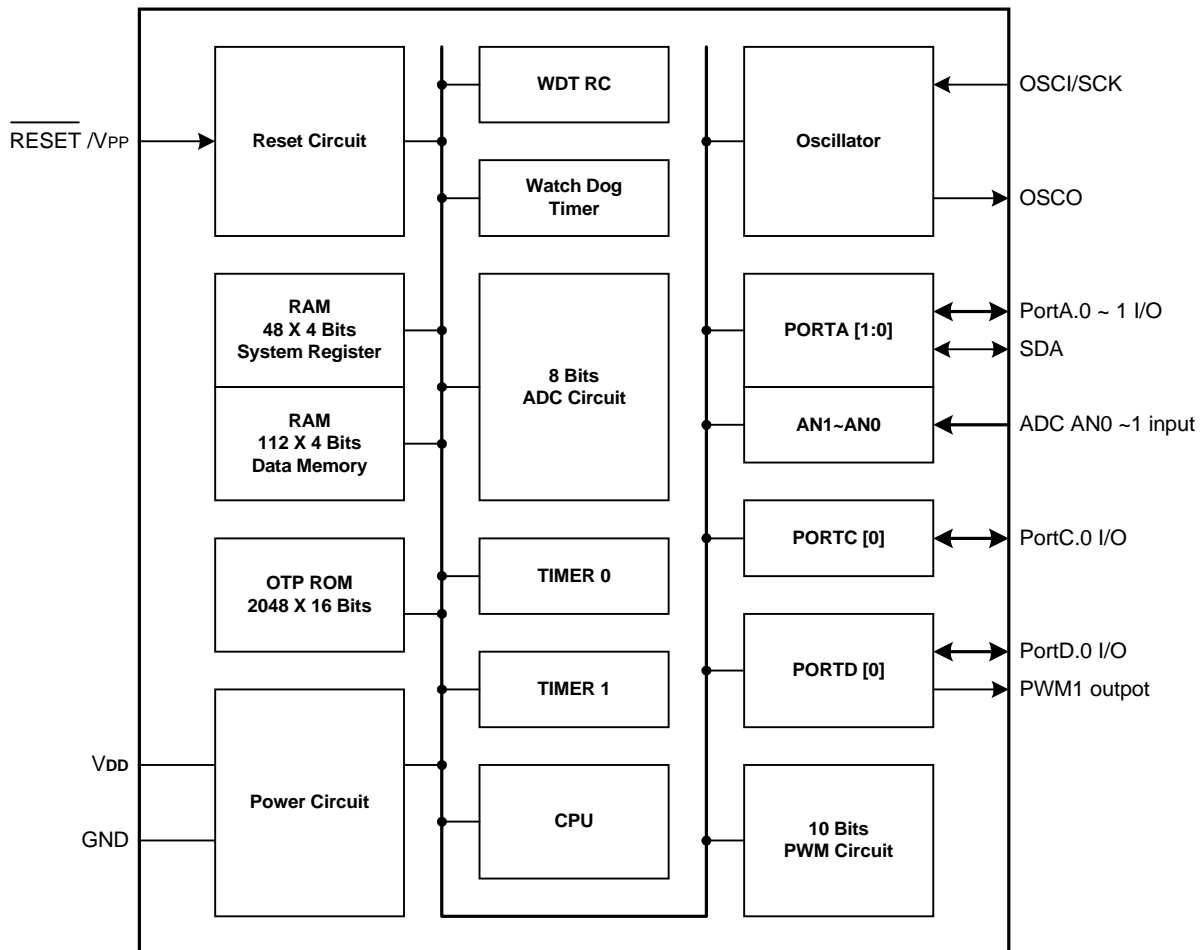 RESET /VPP
VDD
GND
Reset Circuit
RAM
48 X 4 Bits
System Register
RAM
112 X 4 Bits
Data Memory
OTP ROM
2048 X 16 Bits
Power Circuit
WDT RC
Watch Dog
Timer
8 Bits
ADC Circuit
TIMER 0
TIMER 1
CPU
Oscillator
PORTA [1:0]
AN1~AN0
PORTC [0]
PORTD [0]
10 Bits
PWM Circuit
OSCI/SCK
OSCO
PortA.0 ~ 1 I/O
SDA
ADC AN0 ~1 input
PortC.0 I/O
PortD.0 I/O
PWM1 outpot